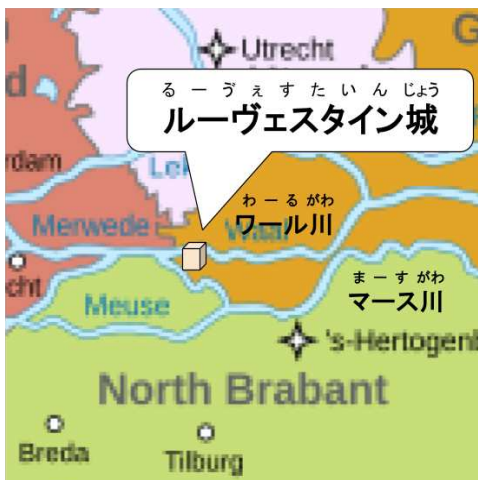 G
Utrecht
d
る ー ゔ ぇ す た い ん じょう
ルーヴェスタイン城
rdam
Lek
わ ー る がわ
ワール川
Merwede
Waal
cht
ま ー す がわ
マース川
Meuse
's-Hertogenb
North Brabant
Breda
Tilburg